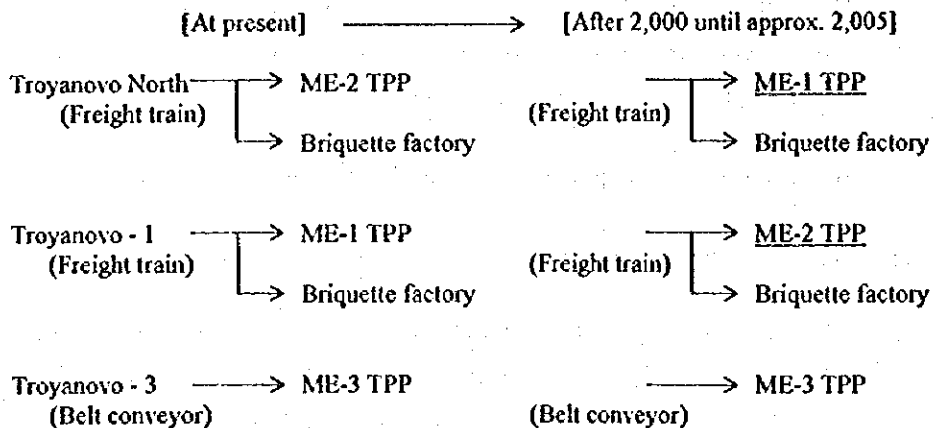 [At present] [After 2,000 until approx. 2,005]
Troyanovo North ME-2 TPP ME-1 TPP
(Freight train) (Freight train)
Briquette factory Briquette factory
Troyanovo - 1 ME-1 TPP ME-2 TPP
(Freight train) (Freight train)
Briquette factory Briquette factory
Troyanovo - 3 ME-3 TPP ME-3 TPP
(Belt conveyor) (Belt conveyor)